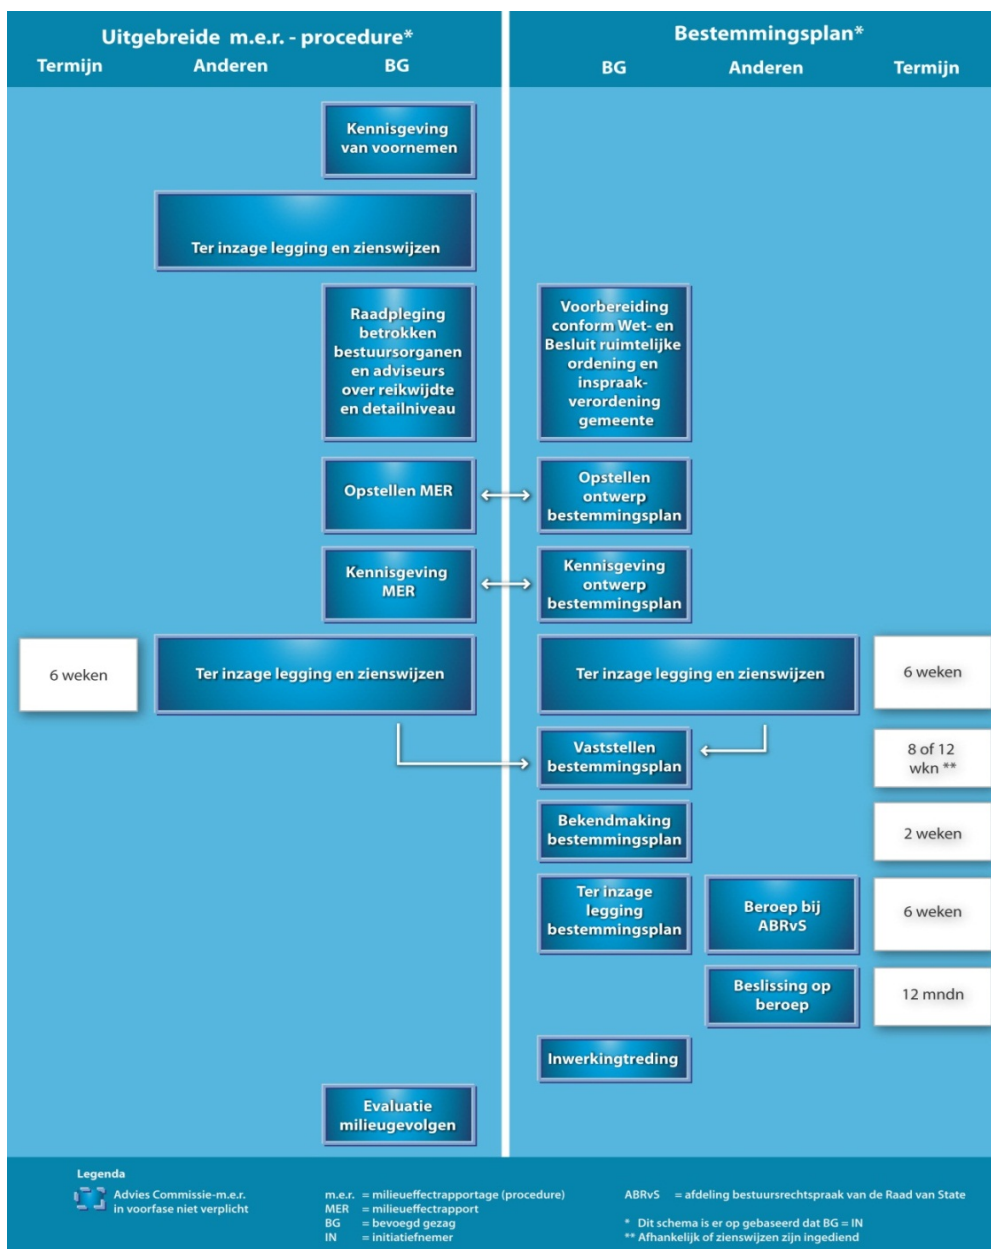 Uitgebreide m.e.r. - procedure*
Termijn
Anderen
BG
Bestemmingsplan*
BG
Anderen
Termijn
Kennisgeving
van voornemen
Ter inzage legging en zienswijzen
Raadpleging
betrokken
bestuursorganen
en adviseurs
over reikwijdte
en detailniveau
Voorbereiding
conform Wet- en
Besluit ruimtelijke
ordening en
inspraak-
verordening
gemeente
Opstellen MER
Opstellen
ontwerp
bestemmingsplan
Kennisgeving
MER
Kennisgeving
ontwerp
bestemmingsplan
6 weken
Ter inzage legging en zienswijzen
Ter inzage legging en zienswijzen
6 weken
Vaststellen
bestemmingsplan
8 of 12
wkn **
Bekendmaking
bestemmingsplan
2 weken
Ter inzage
legging
bestemmingsplan
Beroep bij
ABRvS
6 weken
Beslissing op
beroep
12 mndn
Inwerkingtreding
Evaluatie
milieugevolgen
Legenda
Advies Commissie-m.e.r.
in voorfase niet verplicht
m.e.r. = milieueffectrapportage (procedure)
MER = milieueffectrapport
BG = bevoegd gezag
IN = initiatiefnemer
ABRvS = afdeling bestuursrechtspraak van de Raad van State
* Dit schema is er op gebaseerd dat BG = IN
** Afhankelijk of zienswijzen zijn ingediend